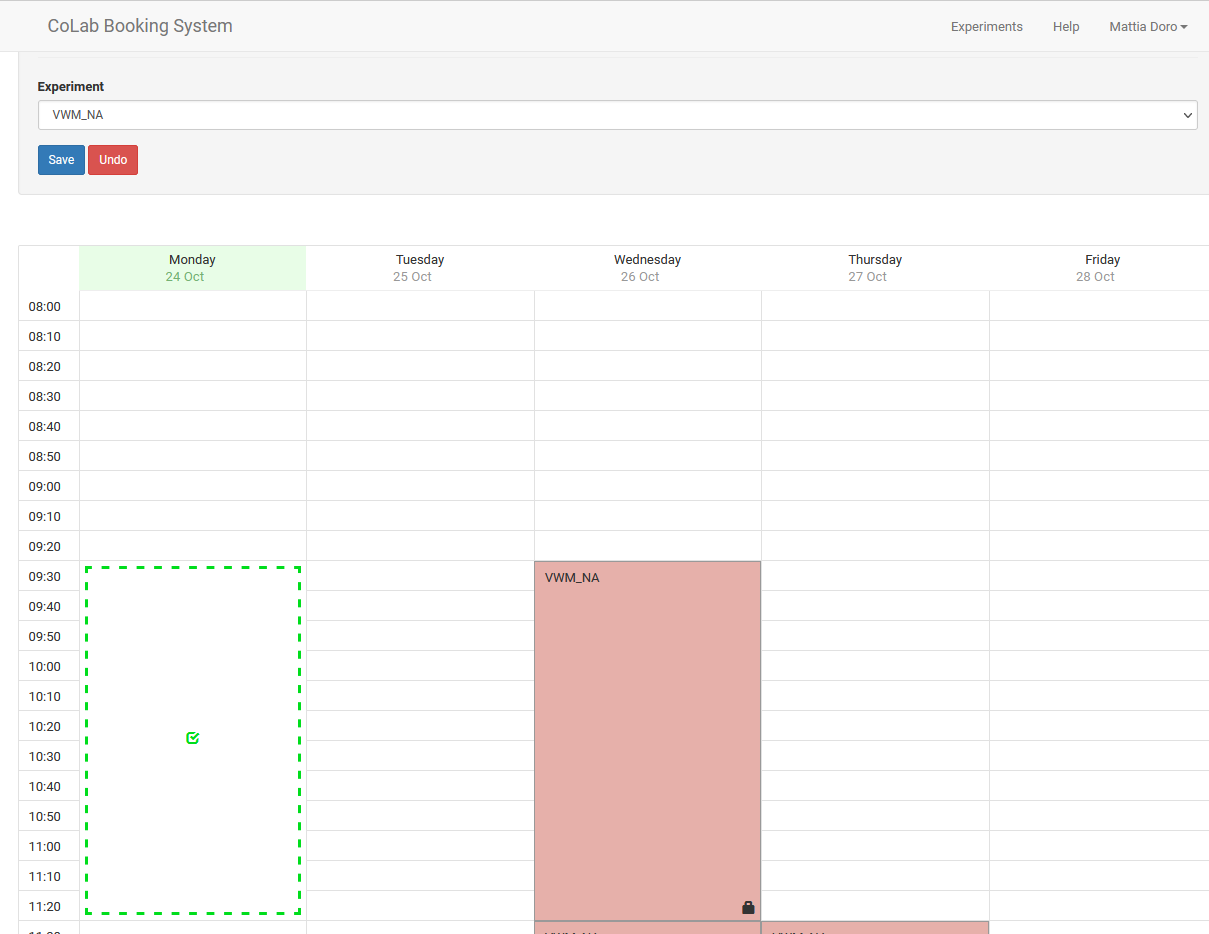 CoLab Booking System Experiments Help Mattia Doro
Experiment
VWM_NA
Save Undo
Monday Tuesday Wednesday Thursday Friday
24 Oct 25 Oct 26 Oct 27 Oct 28 Oct
08:00
08:10
08:20
08:30
08:40
08:50
09:00
09:10
09:20
09:30 VWM_NA
09:40
09:50
10:00
10:10
10:20
10:30
10:40
10:50
11:00
11:10
11:20